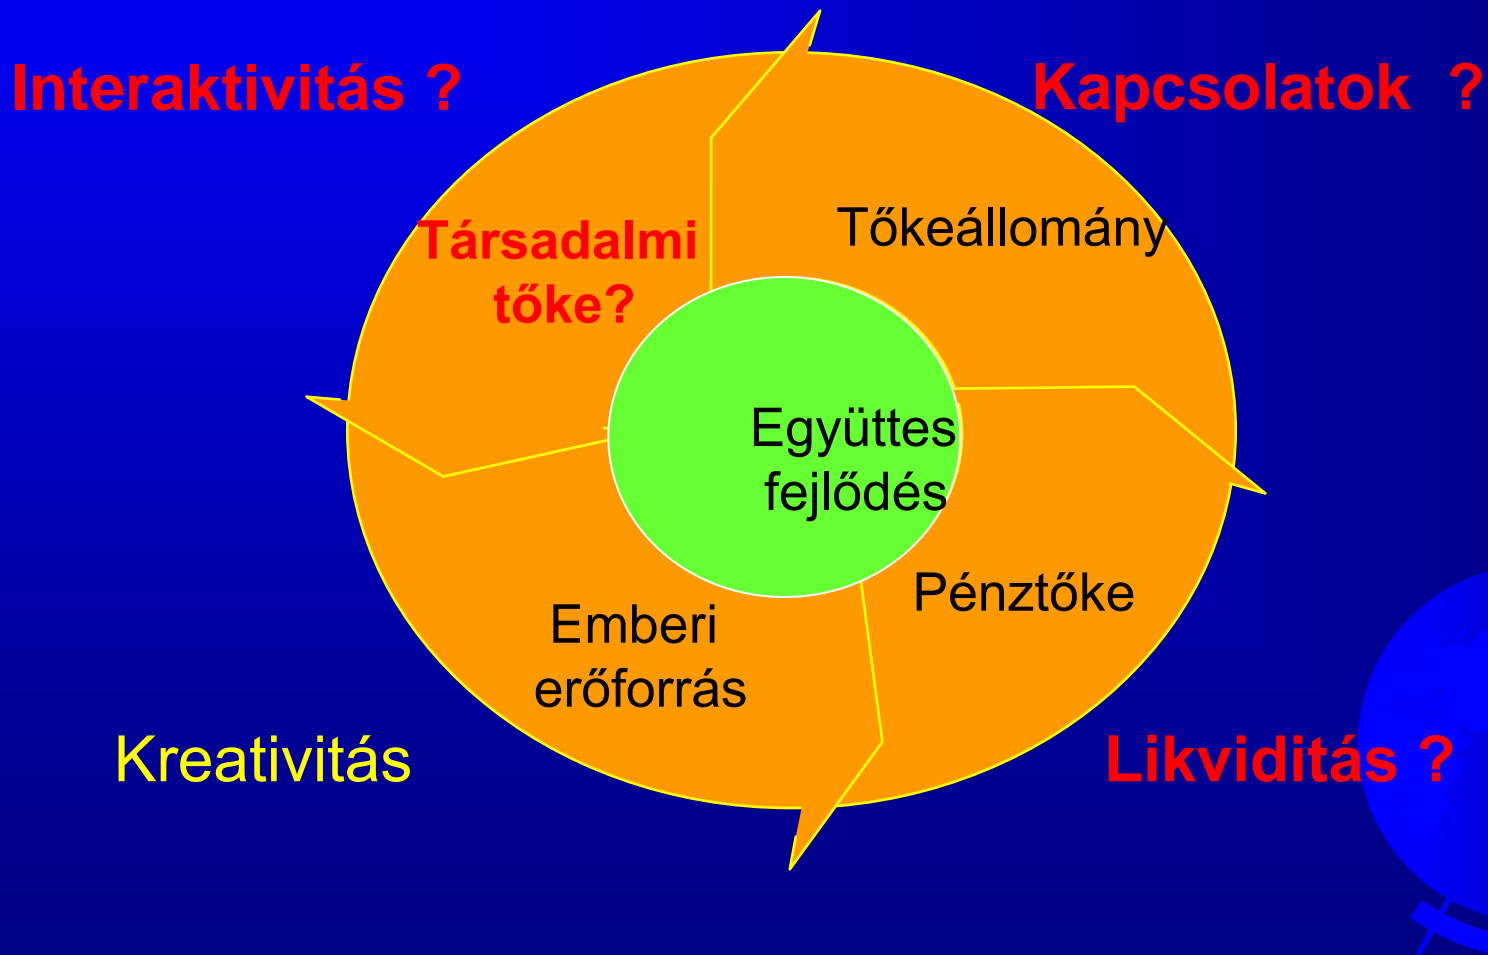 Interaktivitás ?
Kapcsolatok ?
Társadalmi
tőke?
Tőkeállomány
Együttes
fejlődés
Pénztőke
Emberi
erőforrás
Kreativitás
Likviditás ?